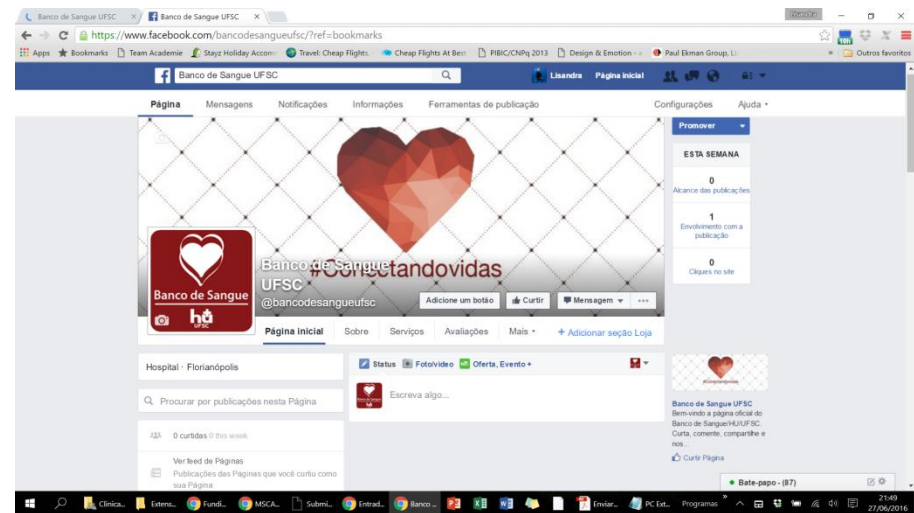 Banco de Sangue UFSC
Banco de Sangue UFSC
Lisandra
https://www.facebook.com/bancodesangueufsc/?ref=bookmarks
Apps Bookmarks Team Academie Stayz Holiday Accom Travel: Cheap Flights, Cheap Flights At Best PIBIC/CNPq 2013 Design & Emotion - a Paul Ekman Group, LL Outros favoritos
Banco de Sangue UFSC
Lisandra Página inicial
Página Mensagens Notificações Informações Ferramentas de publicação Configurações Ajuda
Promover
ESTA SEMANA
0
Alcance das publicações
1
Envolvimento com a
publicação
0
Cliques no site
#Conectandovidas
Banco de Sangue
UFSC
@bancodesangueufsc
Banco de Sangue
hu
UFSC
Adicione um botão Curtir Mensagem
Página inicial Sobre Serviços Avaliações Mais + Adicionar seção Loja
Hospital · Florianópolis
Procurar por publicações nesta Página
0 curtidas 0 this week
Ver feed de Páginas
Publicações das Páginas que você curtiu como
sua Página
Status Foto/vídeo Oferta, Evento +
Escreva algo...
#Conectandovidas
Banco de Sangue UFSC
Bem-vindo a página oficial do
Banco de Sangue/HU/UFSC.
Curta, comente, compartilhe e
nos...
Curtir Página
Bate-papo - (87)
Clinica... Extens... Fundi... MSCA... Submi... Entrad... Banco ... Enviar... PC Ext... Programas
21:49
27/06/2016